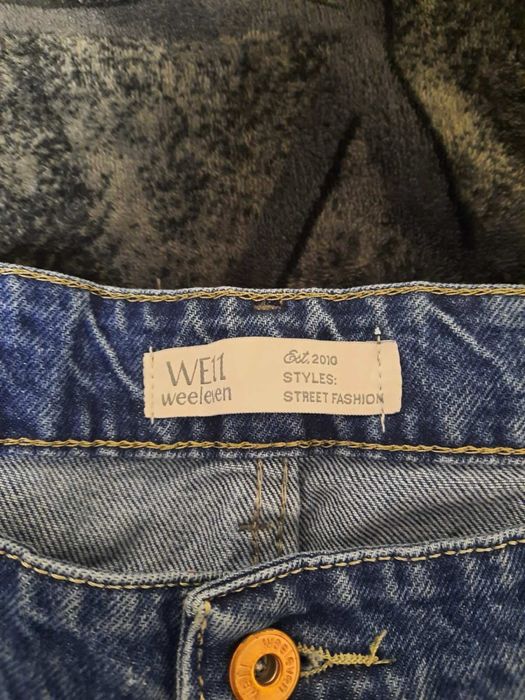 WE11
weeleven
Est. 2010
STYLES:
STREET FASHION